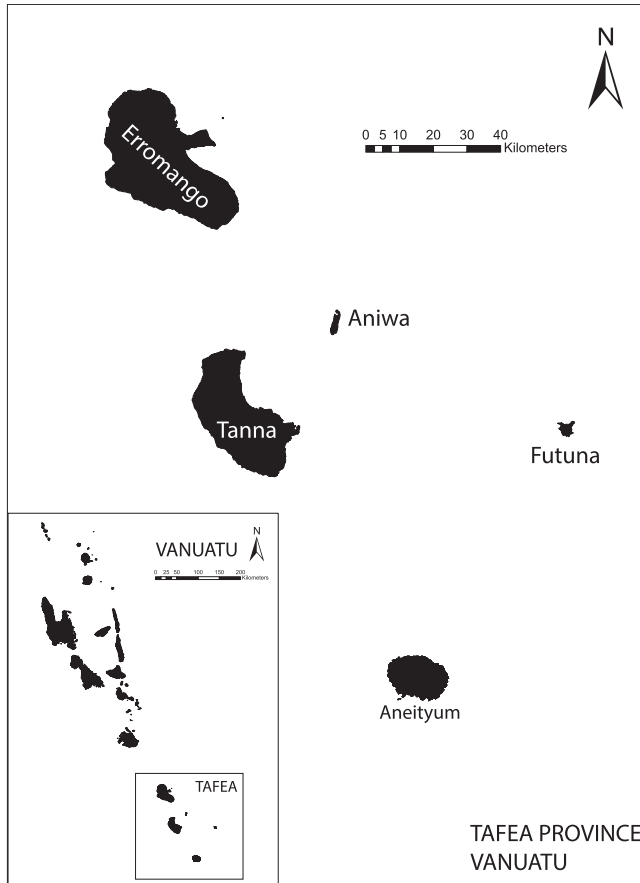 N
0 5 10 20 30 40
Kilometers
Erromango
Aniwa
Tanna
Futuna
N
VANUATU
0 25 50 100 150 200
Kilometers
Aneityum
TAFEA
TAFEA PROVINCE
VANUATU